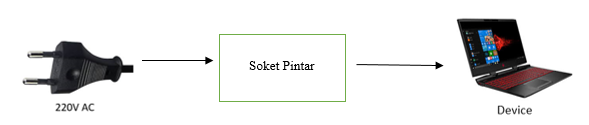 220V AC
Soket Pintar
Device